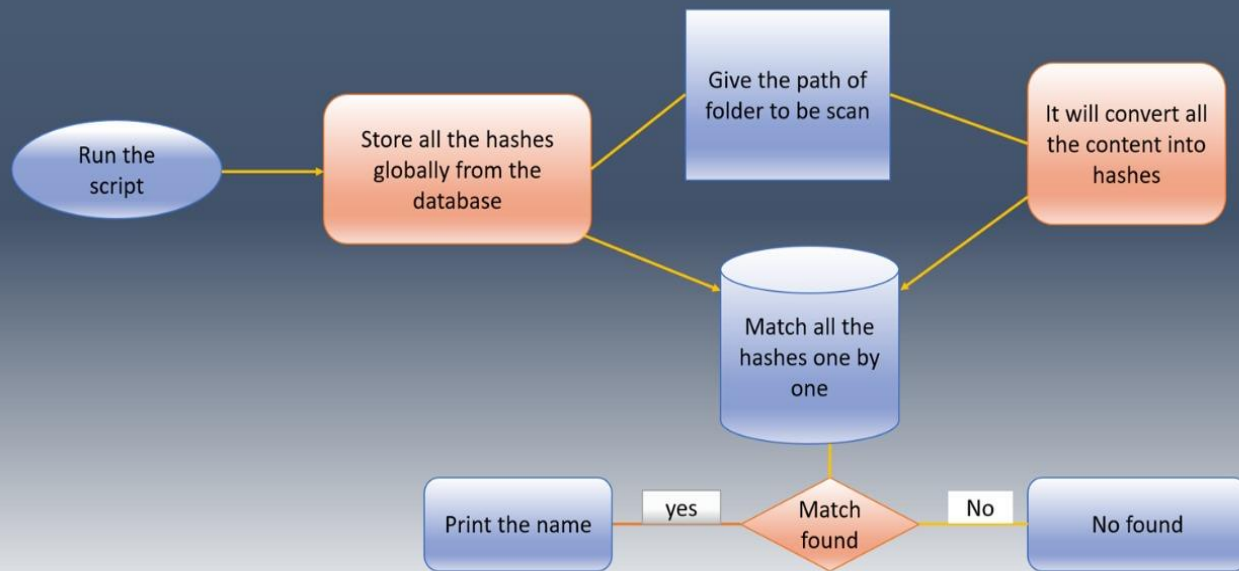 Run the
script
Store all the hashes
globally from the
database
Give the path of
folder to be scan
It will convert all
the content into
hashes
Match all the
hashes one by
one
Print the name
yes
Match
found
No
No found